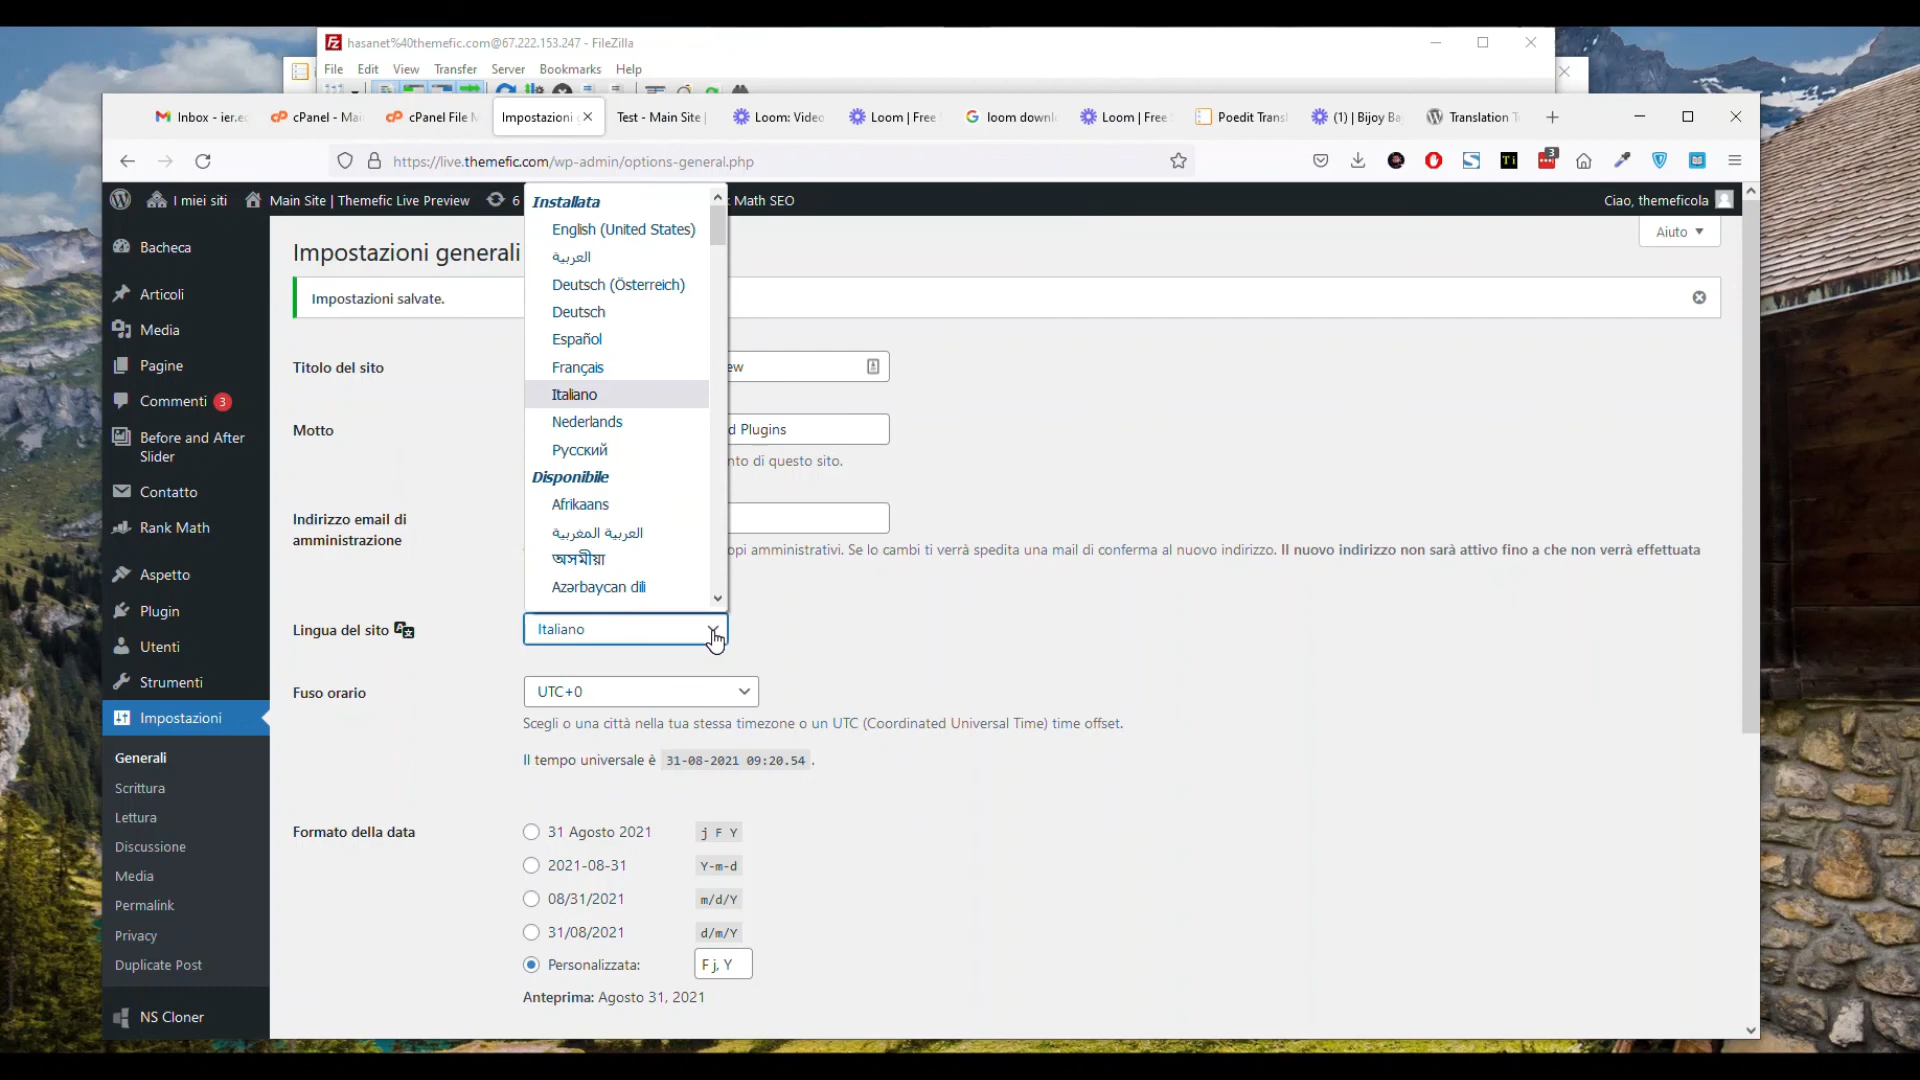 hasanet%40themefic.com@67.222.153.247 - FileZilla
File Edit View Transfer Server Bookmarks Help
Inbox - ier.ec
cPanel - Mai
cPanel File M
Impostazioni
Test - Main Site |
Loom: Video
Loom | Free
loom downl
Loom | Free
Poedit Trans
(1) | Bijoy Ba
Translation T
https://live.themefic.com/wp-admin/options-general.php
3
I miei siti
Main Site | Themefic Live Preview
6
Math SEO
Ciao, themeficola
Bacheca
Articoli
Media
Pagine
Commenti 3
Before and After
Slider
Contatto
Rank Math
Aspetto
Plugin
Utenti
Strumenti
Impostazioni
Generali
Scrittura
Lettura
Discussione
Media
Permalink
Privacy
Duplicate Post
NS Cloner
Aiuto
Impostazioni generali
Impostazioni salvate.
Titolo del sito
ew
Motto
d Plugins
nto di questo sito.
Indirizzo email di
amministrazione
opi amministrativi. Se lo cambi ti verrà spedita una mail di conferma al nuovo indirizzo. Il nuovo indirizzo non sarà attivo fino a che non verrà effettuata
Installata
English (United States)
العربية
Deutsch (Österreich)
Deutsch
Español
Français
Italiano
Nederlands
Русский
Disponibile
Afrikaans
العربية المغربية
অসমীয়া
Azərbaycan dili
Lingua del sito
Italiano
Fuso orario
UTC+0
Scegli o una città nella tua stessa timezone o un UTC (Coordinated Universal Time) time offset.
Il tempo universale è 31-08-2021 09:20.54 .
Formato della data
31 Agosto 2021 j F Y
2021-08-31 Y-m-d
08/31/2021 m/d/Y
31/08/2021 d/m/Y
Personalizzata: F j, Y
Anteprima: Agosto 31, 2021